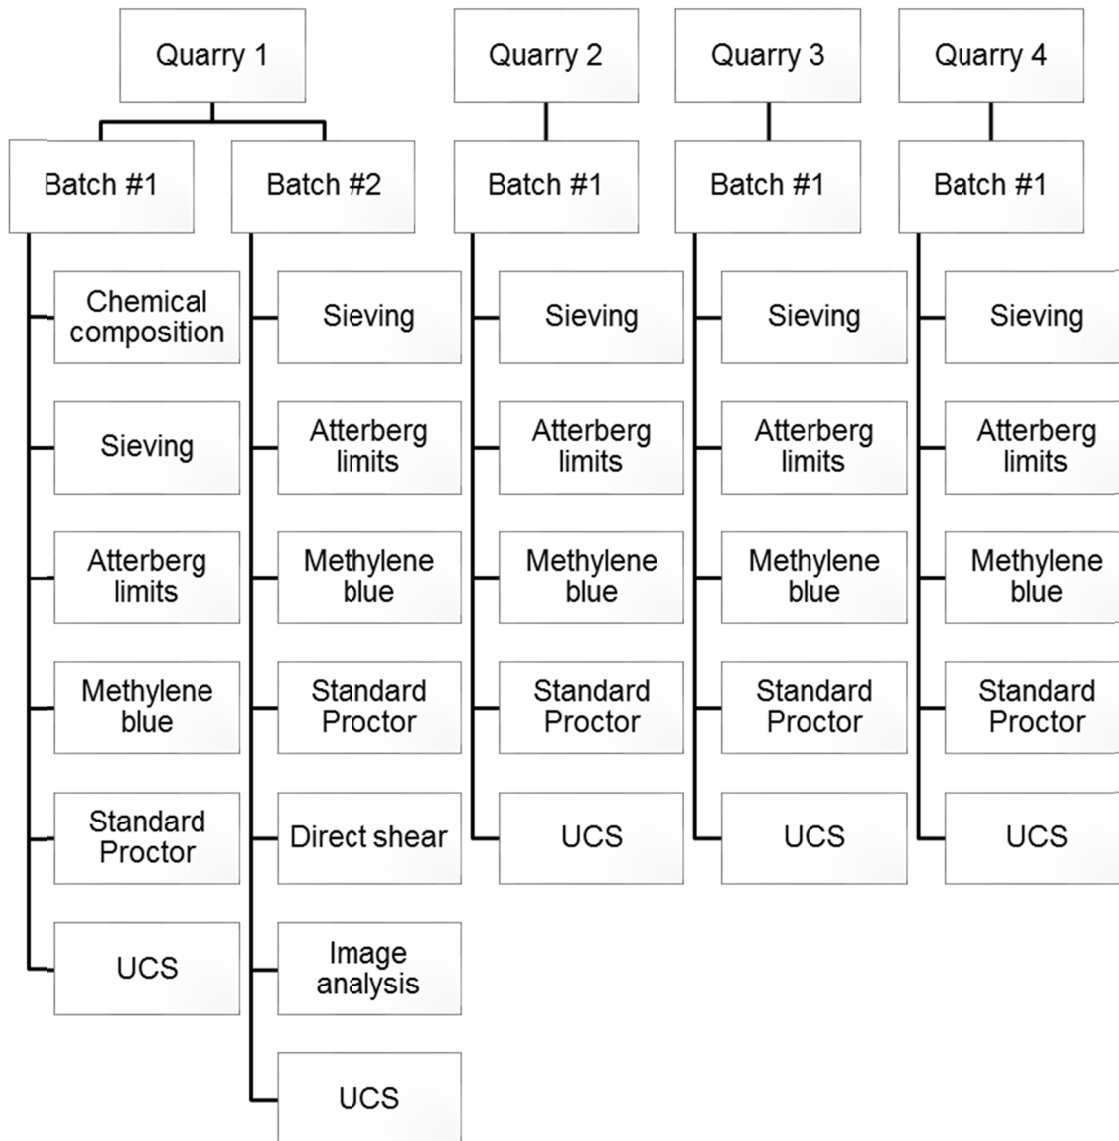 Quarry 1
Quarry 2
Quarry 3
Quarry 4
Batch #1
Batch #2
Batch #1
Batch #1
Batch #1
Chemical
composition
Sieving
Atterberg
limits
Methylene
blue
Standard
Proctor
UCS
Sieving
Atterberg
limits
Methylene
blue
Standard
Proctor
Direct shear
Image
analysis
UCS
Sieving
Atterberg
limits
Methylene
blue
Standard
Proctor
UCS
Sieving
Atterberg
limits
Methylene
blue
Standard
Proctor
UCS
Sieving
Atterberg
limits
Methylene
blue
Standard
Proctor
UCS